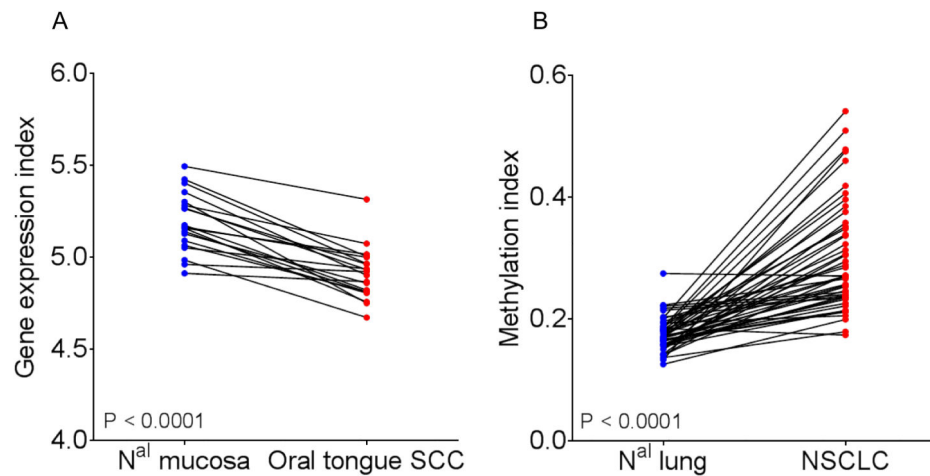 A
Gene expression index
6.0
5.5
5.0
4.5
4.0
P < 0.0001
Nal mucosa
Oral tongue SCC
B
Methylation index
0.6
0.4
0.2
0.0
P < 0.0001
Nal lung
NSCLC